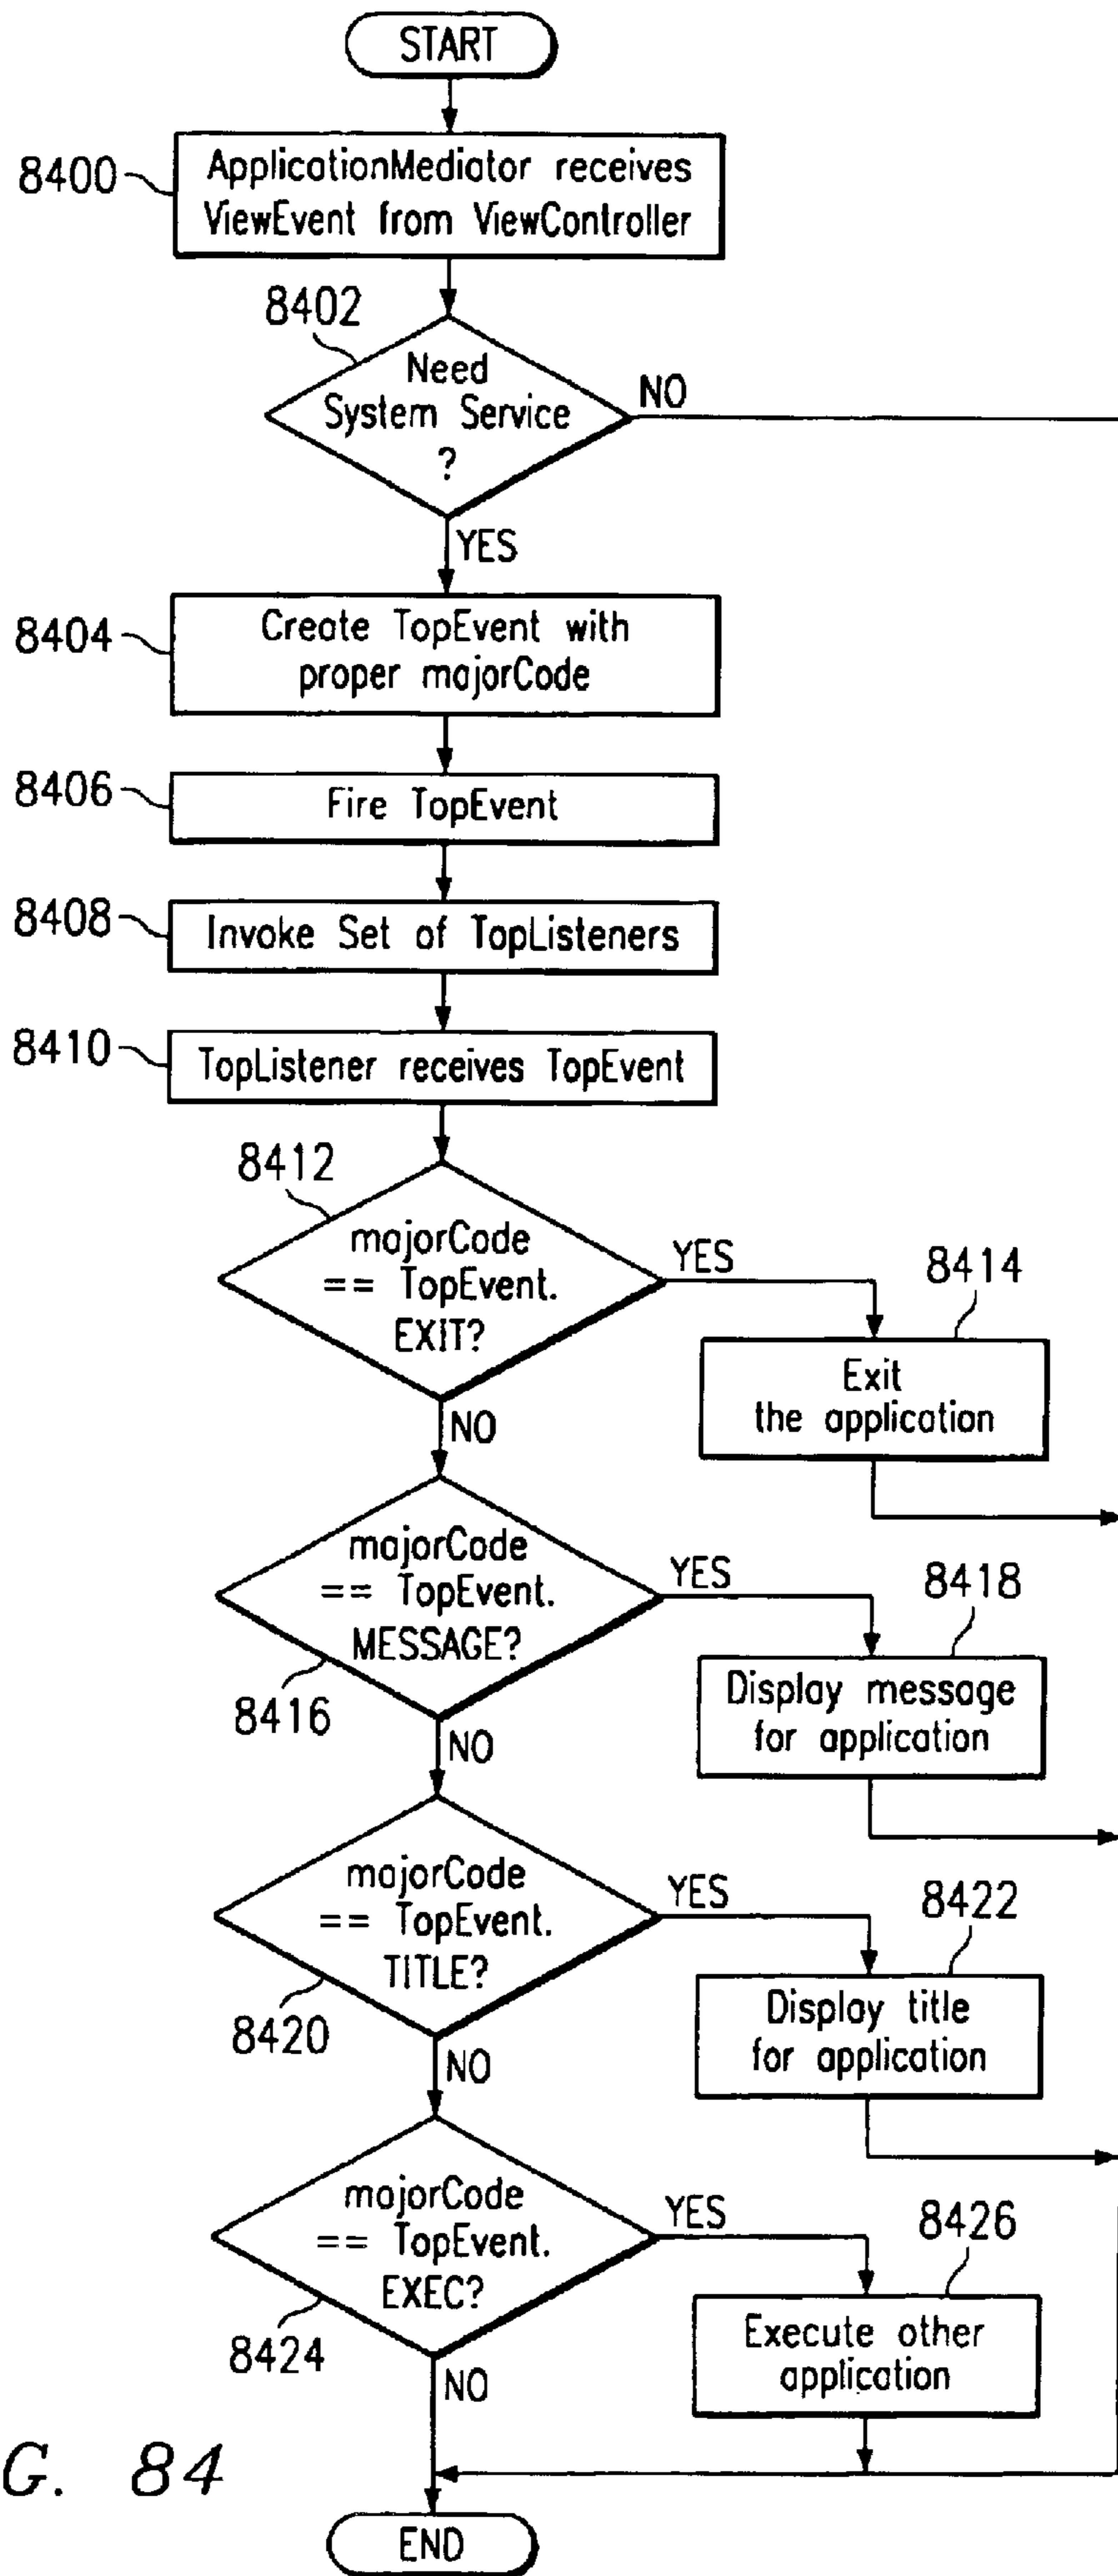 START
8400
ApplicationMediator receives
ViewEvent from ViewController
8402
Need
System Service
?
NO
YES
8404
Create TopEvent with
proper majorCode
8406
Fire TopEvent
8408
Invoke Set of TopListeners
8410
TopListener receives TopEvent
8412
majorCode
== TopEvent.
EXIT?
YES
8414
Exit
the application
NO
majorCode
== TopEvent.
MESSAGE?
8416
YES
8418
Display message
for application
NO
majorCode
== TopEvent.
TITLE?
8420
YES
8422
Display title
for application
NO
majorCode
== TopEvent.
EXEC?
8424
YES
8426
Execute other
application
NO
G. 84
END